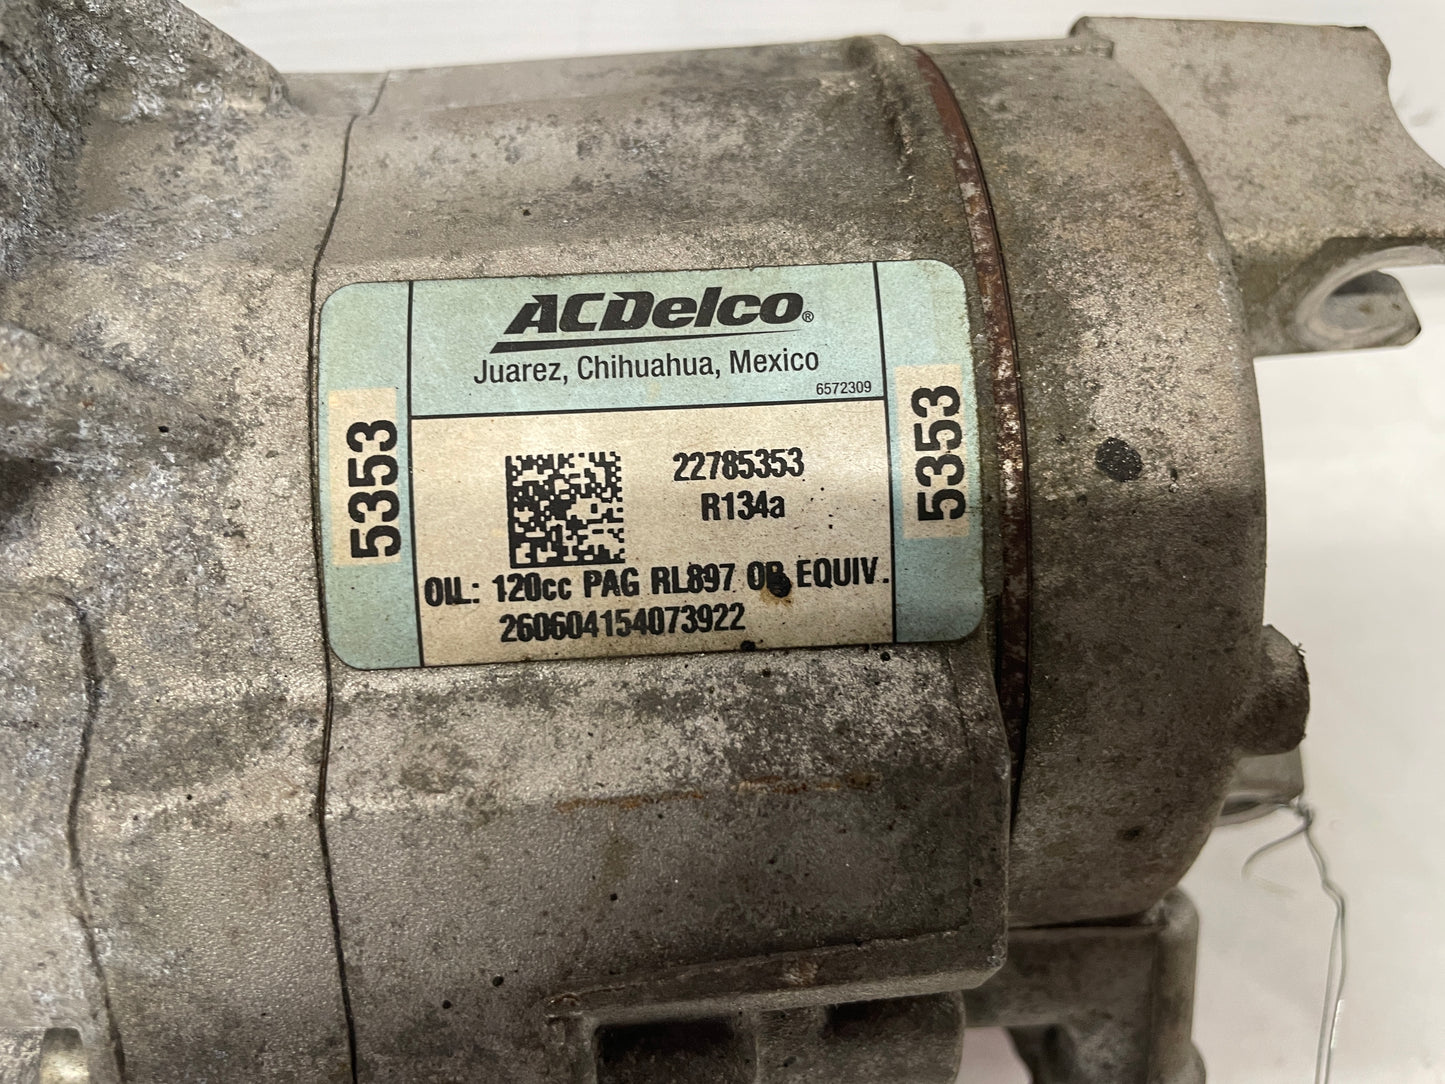 ACDelco®
Juarez, Chihuahua, Mexico
6572309
5353
22785353
R134a
OIL: 120cc PAG RL897 OR EQUIV.
260604154073922
5353